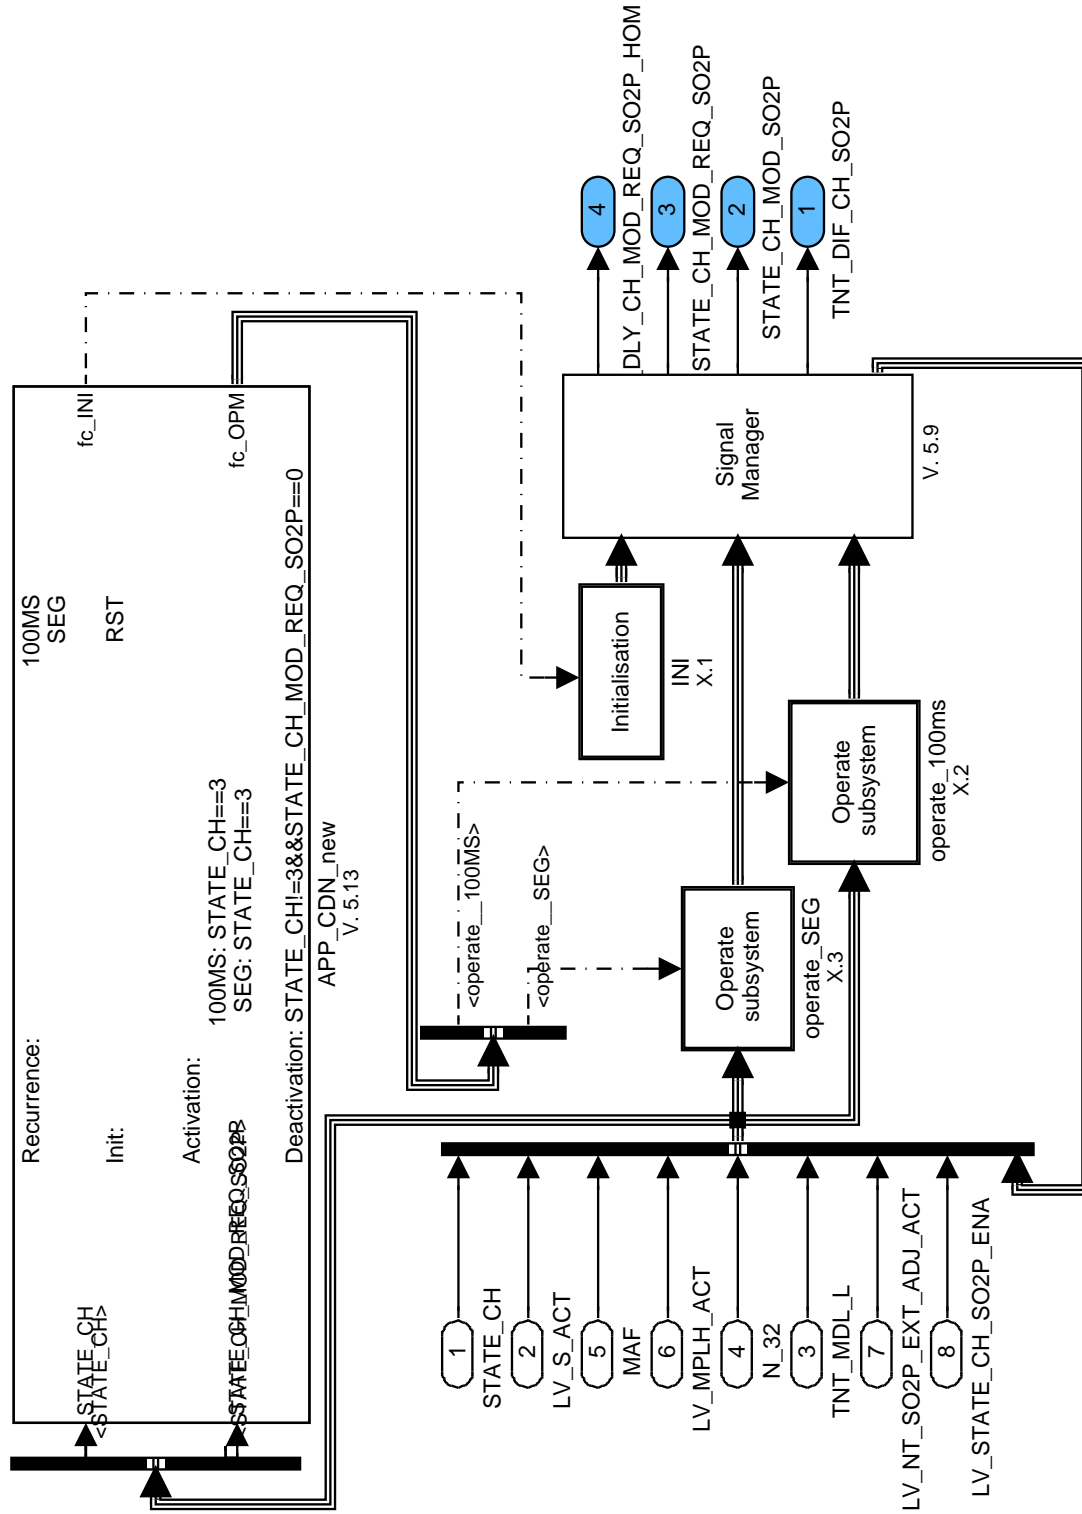 Recurrence:
100MS
SEG
Init:
RST
Activation:
100MS: STATE_CH==3
SEG: STATE_CH==3
Deactivation: STATE_CH!=3&&STATE_CH_MOD_REQ_SO2P==0
APP_CDN_new
V. 5.13
STATE_CH
<STATE_CH>
STATE_CH_MOD_REQ_SO2P
<STATE_CH_MOD_REQ_SO2P>
fc_INI
fc_OPM
<operate__100MS>
<operate__SEG>
1
STATE_CH
2
LV_S_ACT
5
MAF
6
LV_MPLH_ACT
4
N_32
3
TNT_MDL_L
7
LV_NT_SO2P_EXT_ADJ_ACT
8
LV_STATE_CH_SO2P_ENA
Operate
subsystem
operate_SEG
X.3
Operate
subsystem
operate_100ms
X.2
Initialisation
INI
X.1
Signal
Manager
V. 5.9
4
DLY_CH_MOD_REQ_SO2P_HOM
3
STATE_CH_MOD_REQ_SO2P
2
STATE_CH_MOD_SO2P
1
TNT_DIF_CH_SO2P